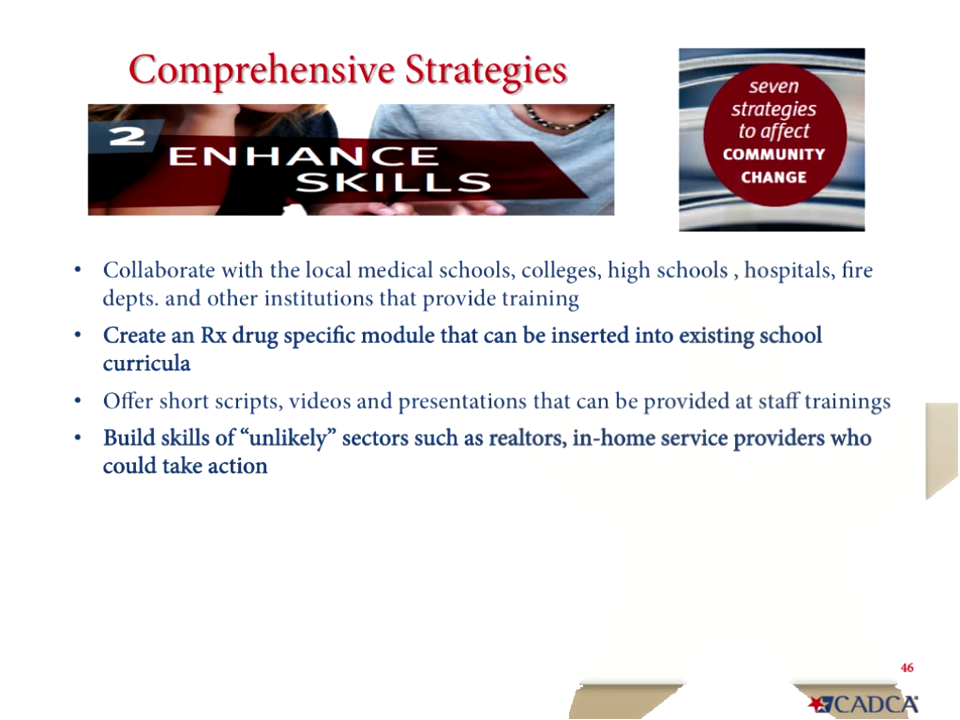 Comprehensive Strategies
2
ENHANCE
SKILLS
seven
strategies
to affect
COMMUNITY
CHANGE
• Collaborate with the local medical schools, colleges, high schools , hospitals, fire
depts. and other institutions that provide training
• Create an Rx drug specific module that can be inserted into existing school
curricula
• Offer short scripts, videos and presentations that can be provided at staff trainings
• Build skills of “unlikely” sectors such as realtors, in-home service providers who
could take action
46
CADCA®